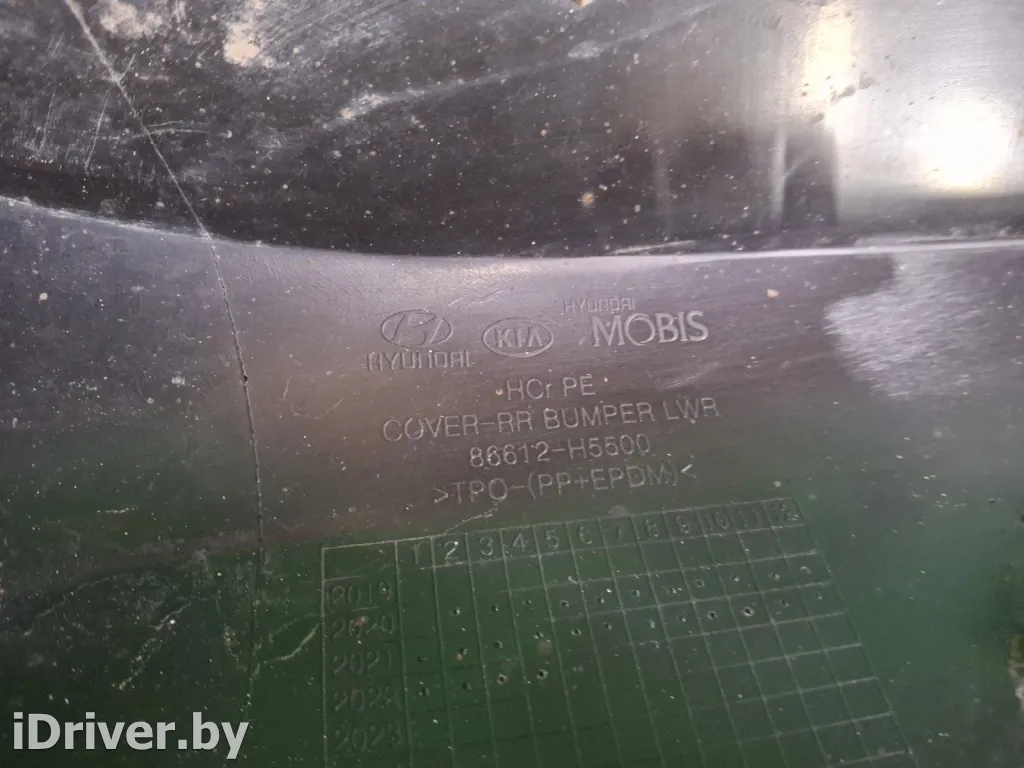 HYUNDAI
KIA
HYUNDAI
MOBIS
HCr PE
COVER-RR BUMPER LWR
86612-H5500
>TPO-(PP+EPDM)<
1 2 3 4 5 6 7 8 9 10 11 12
2019
2020
2021
2022
2023
iDriver.by